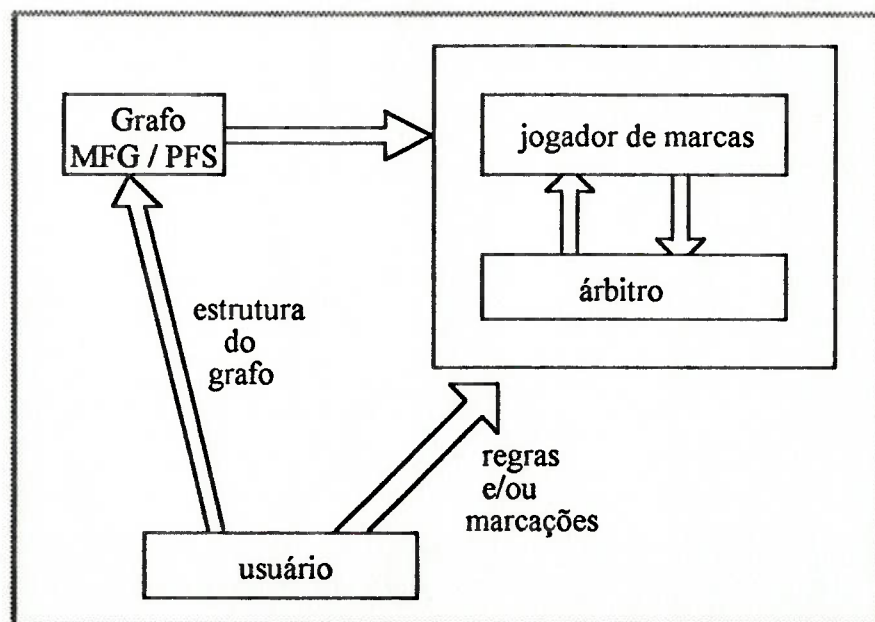 Grafo
MFG / PFS
jogador de marcas
árbitro
estrutura
do
grafo
regras
e/ou
marcações
usuário